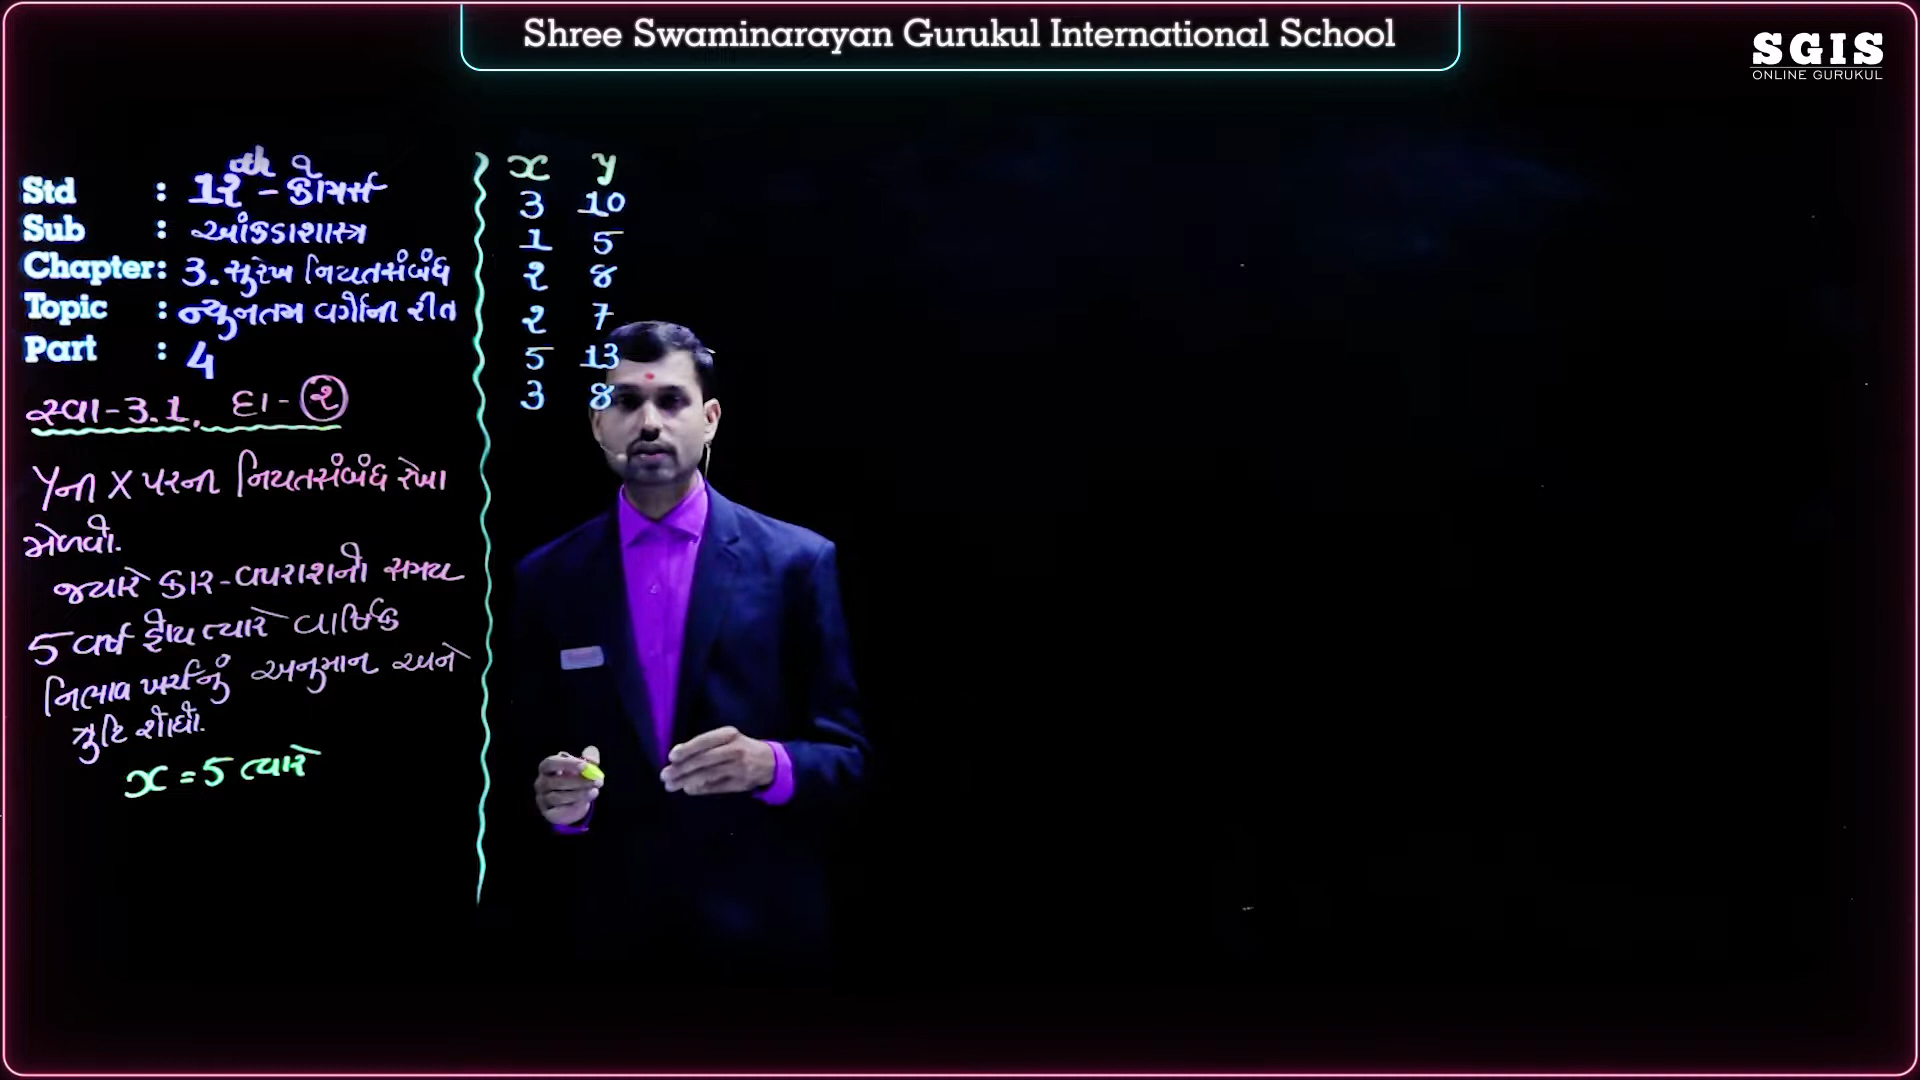 Shree Swaminarayan Gurukul International School
SGIS
ONLINE GURUKUL
Std : 12th - કોમર્સ
Sub : આંકડાશાસ્ત્ર
Chapter: 3. સુરેખ નિયતસંબંધ
Topic : ન્યુનતમ વર્ગોની રીત
Part : 4
સ્વા-3.1. દા-૨
Yની X પરની નિયતસંબંધ રેખા
મેળવો.
જ્યારે કાર-વપરાશનો સમય
5 વર્ષ હોય ત્યારે વાર્ષિક
નિભાવ ખર્ચનું અનુમાન અને
ત્રુટિ શોધો.
x = 5 ત્યારે
x y
3 10
1 5
2 8
2 7
5 13
3 8